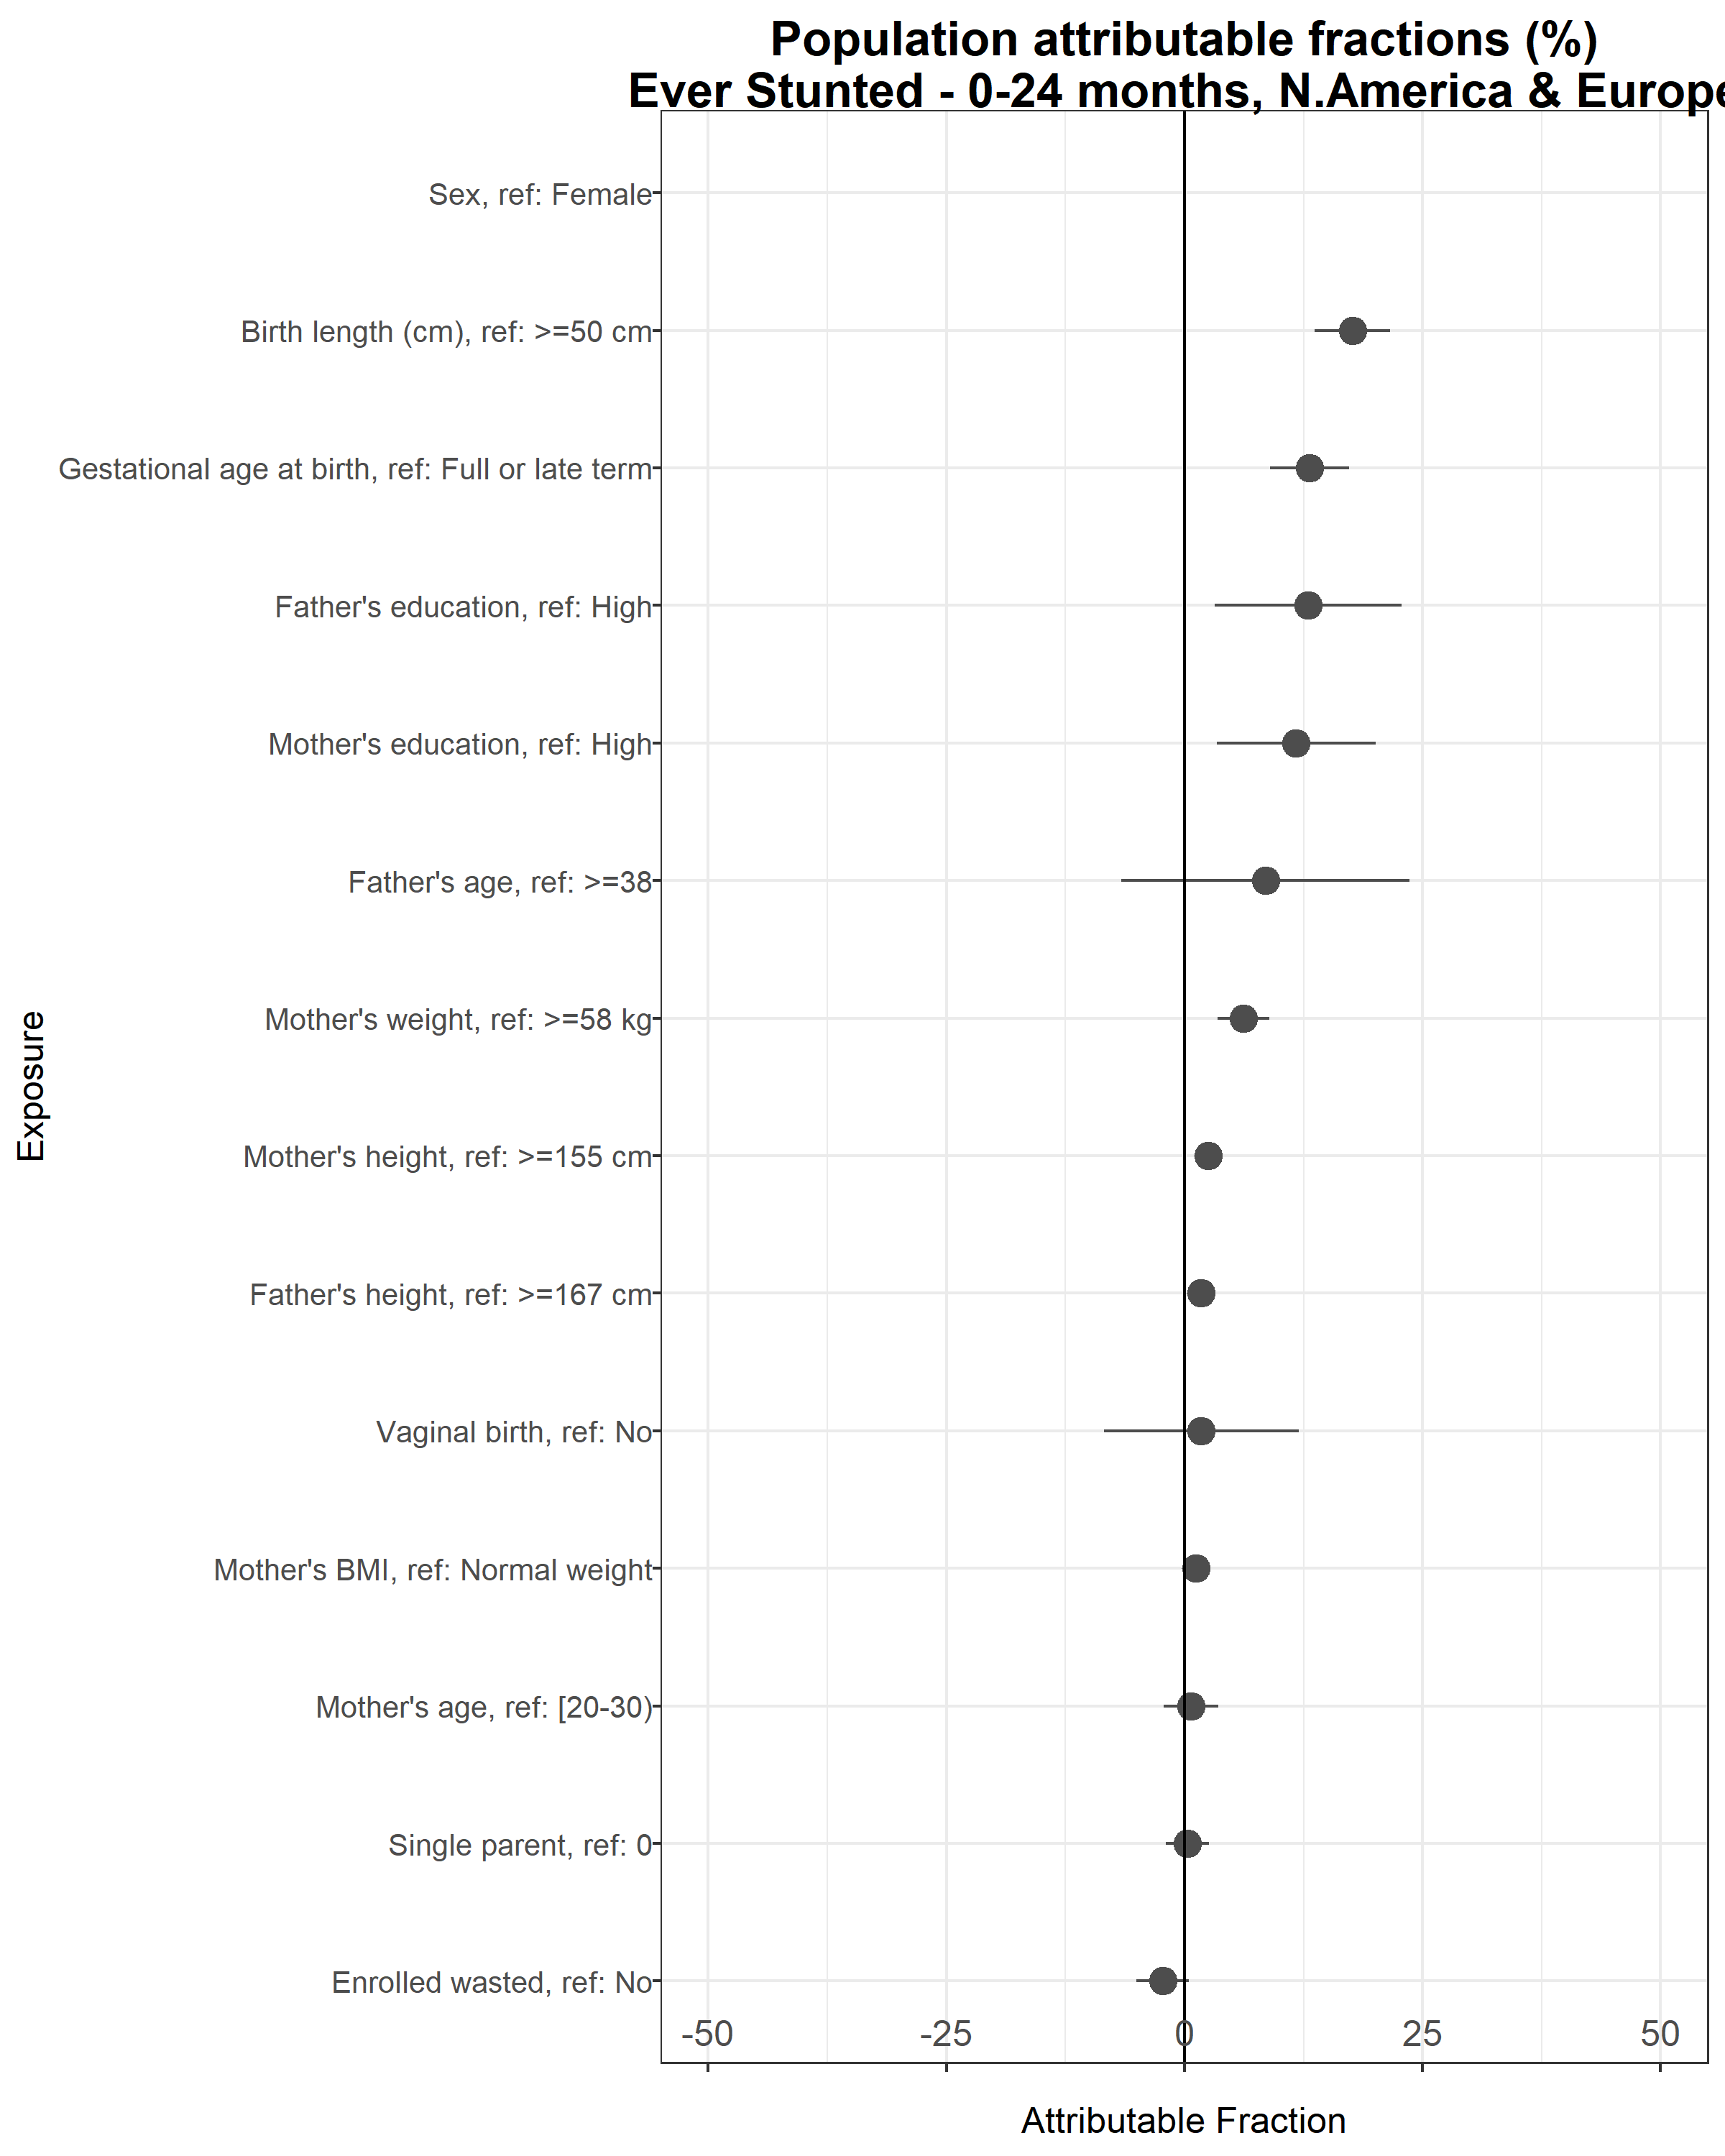 Population attributable fractions (%)
Ever Stunted - 0-24 months, N.America & Europe
Sex, ref: Female
Birth length (cm), ref: >=50 cm
Gestational age at birth, ref: Full or late term
Father's education, ref: High
Mother's education, ref: High
Father's age, ref: >=38
Mother's weight, ref: >=58 kg
Mother's height, ref: >=155 cm
Father's height, ref: >=167 cm
Vaginal birth, ref: No
Mother's BMI, ref: Normal weight
Mother's age, ref: [20-30)
Single parent, ref: 0
Enrolled wasted, ref: No
Exposure
-50 -25 0 25 50
Attributable Fraction